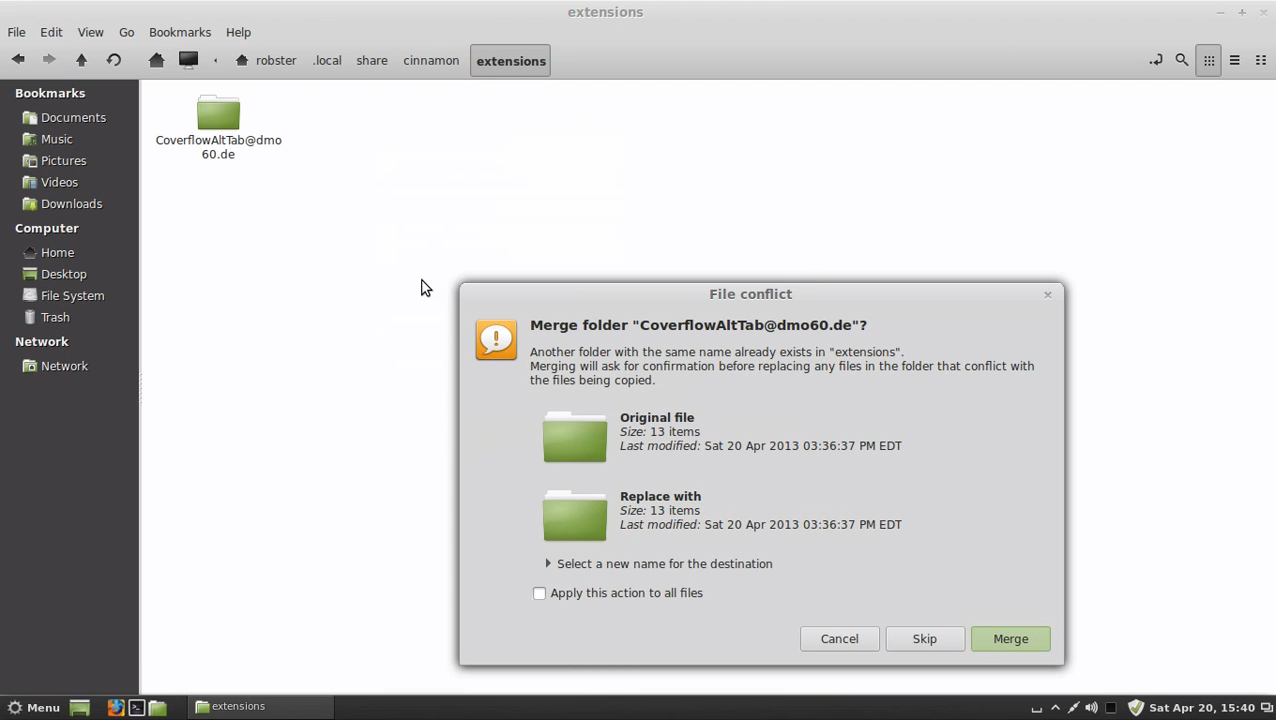 extensions
File Edit View Go Bookmarks Help
robster .local share cinnamon extensions
Bookmarks
Documents
Music
Pictures
Videos
Downloads
Computer
Home
Desktop
File System
Trash
Network
Network
CoverflowAltTab@dmo
60.de
File conflict
Merge folder "CoverflowAltTab@dmo60.de"?
Another folder with the same name already exists in "extensions".
Merging will ask for confirmation before replacing any files in the folder that conflict with
the files being copied.
Original file
Size: 13 items
Last modified: Sat 20 Apr 2013 03:36:37 PM EDT
Replace with
Size: 13 items
Last modified: Sat 20 Apr 2013 03:36:37 PM EDT
Select a new name for the destination
Apply this action to all files
Cancel Skip Merge
Menu extensions Sat Apr 20, 15:40